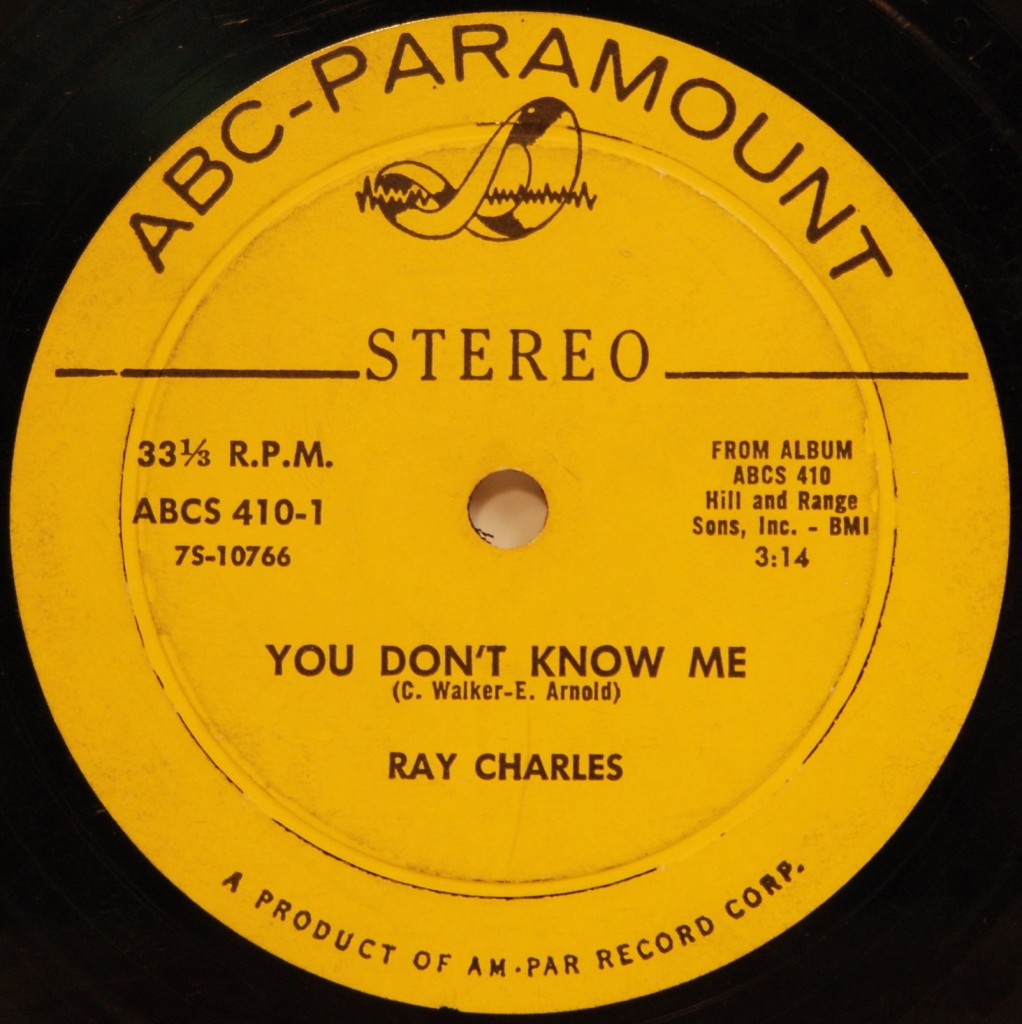 ABC-PARAMOUNT
STEREO
33⅓ R.P.M.
ABCS 410-1
7S-10766
FROM ALBUM
ABCS 410
Hill and Range
Sons, Inc. - BMI
3:14
YOU DON'T KNOW ME
(C. Walker-E. Arnold)
RAY CHARLES
A PRODUCT OF AM·PAR RECORD CORP.